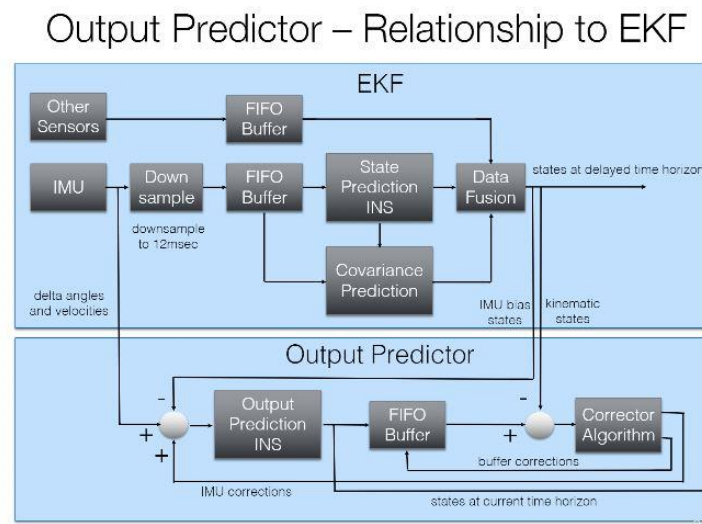 Output Predictor – Relationship to EKF
EKF
Other
Sensors
FIFO
Buffer
IMU
Down
sample
FIFO
Buffer
State
Prediction
INS
Data
Fusion
states at delayed time horizon
downsample
to 12msec
Covariance
Prediction
delta angles
and velocities
IMU bias
states
kinematic
states
Output Predictor
-
+
+
Output
Prediction
INS
FIFO
Buffer
-
+
Corrector
Algorithm
buffer corrections
IMU corrections
states at current time horizon